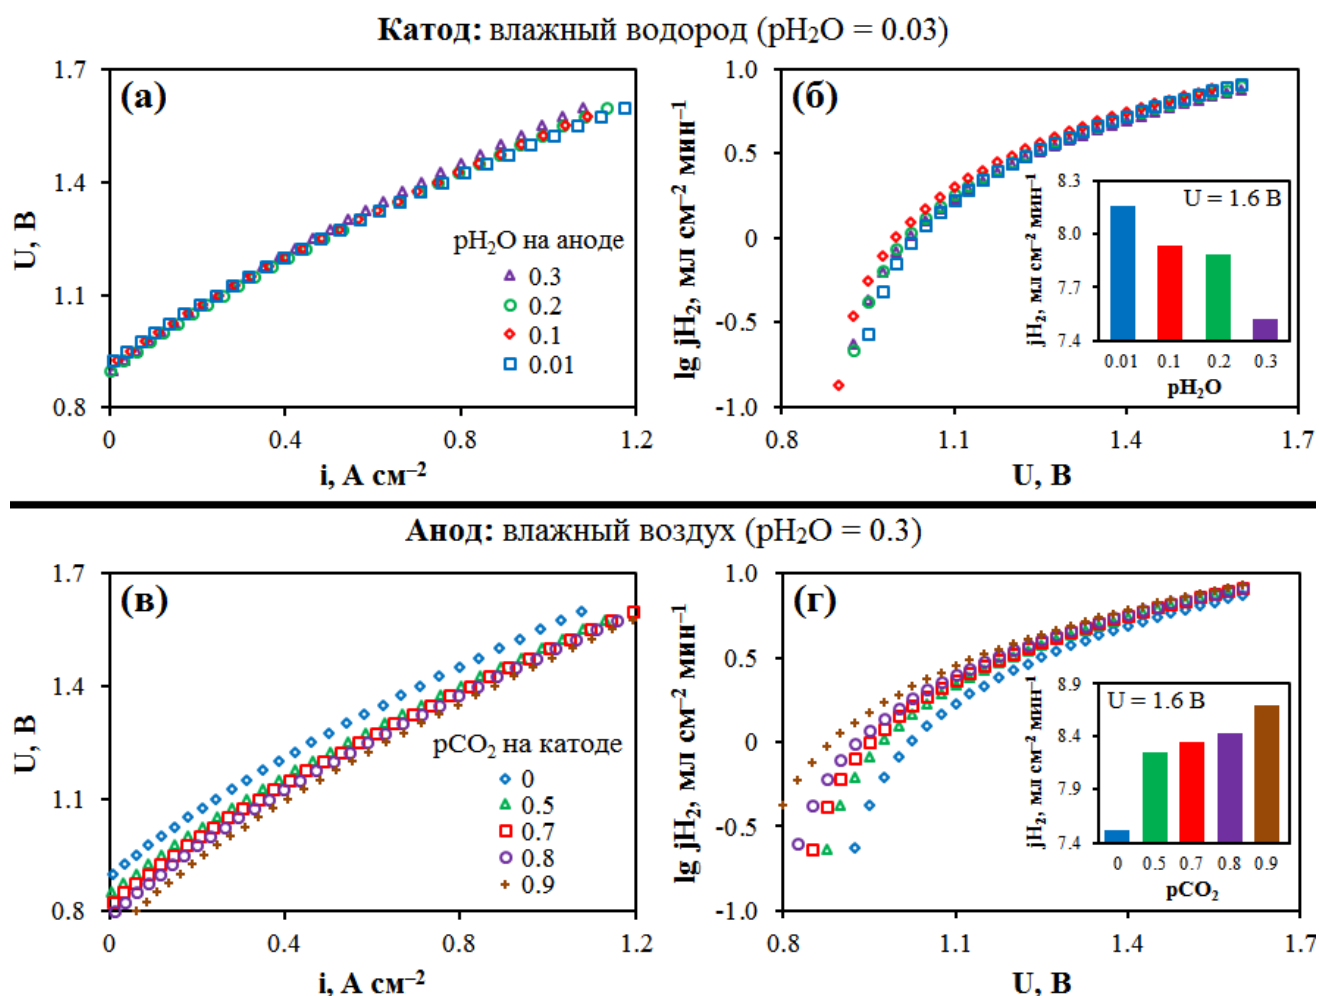 Катод: влажный водород (pH₂O = 0.03)
(а)
U, В
1.7
1.4
1.1
0.8
pH₂O на аноде
0.3
0.2
0.1
0.01
0
0.4
0.8
1.2
i, А см⁻²
(б)
lg jH₂, мл см⁻² мин⁻¹
1.0
0.5
0
-0.5
-1.0
U = 1.6 В
jH₂, мл см⁻² мин⁻¹
8.3
8.0
7.7
7.4
0.01
0.1
0.2
0.3
pH₂O
0.8
1.1
1.4
1.7
U, В
Анод: влажный воздух (pH₂O = 0.3)
(в)
U, В
1.7
1.4
1.1
0.8
pCO₂ на катоде
0
0.5
0.7
0.8
0.9
0
0.4
0.8
1.2
i, А см⁻²
(г)
lg jH₂, мл см⁻² мин⁻¹
1.0
0.5
0
-0.5
-1.0
U = 1.6 В
jH₂, мл см⁻² мин⁻¹
8.9
8.4
7.9
7.4
0
0.5
0.7
0.8
0.9
pCO₂
0.8
1.1
1.4
1.7
U, В